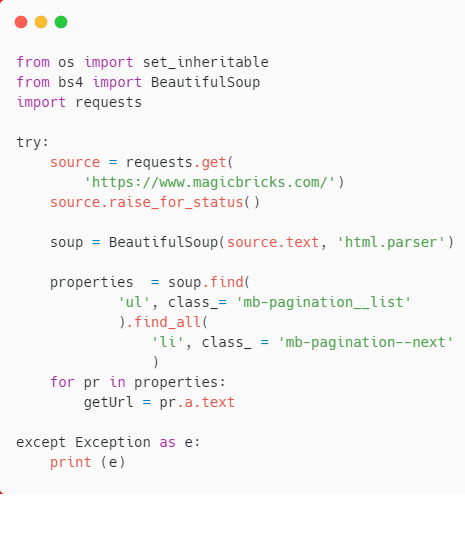 from os import set_inheritable
from bs4 import BeautifulSoup
import requests

try:
    source = requests.get(
        'https://www.magicbricks.com/')
    source.raise_for_status()

    soup = BeautifulSoup(source.text, 'html.parser')

    properties  = soup.find(
            'ul', class_= 'mb-pagination__list'
            ).find_all(
                'li', class_ = 'mb-pagination--next'
                )
    for pr in properties:
        getUrl = pr.a.text

except Exception as e:
    print (e)